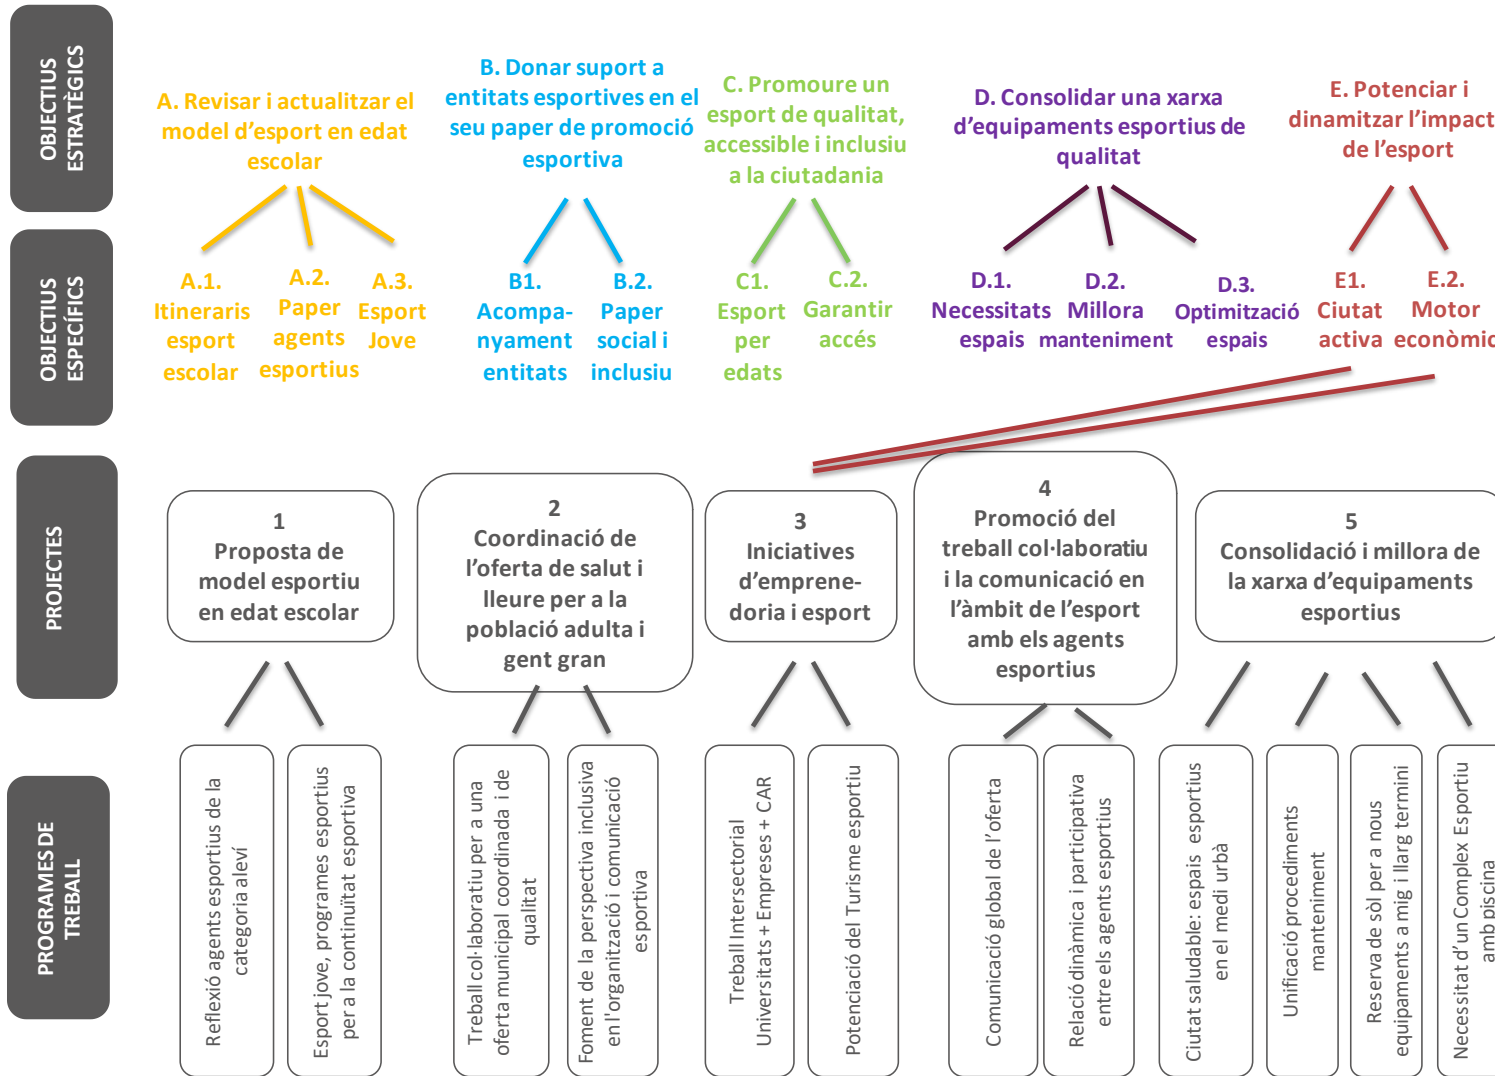 OBJECTIUS
ESTRATÈGICS
A. Revisar i actualitzar el
model d'esport en edat
escolar
B. Donar suport a
entitats esportives en el
seu paper de promoció
esportiva
C. Promoure un
esport de qualitat,
accessible i inclusiu
a la ciutadania
D. Consolidar una xarxa
d'equipaments esportius de
qualitat
E. Potenciar i
dinamitzar l'impact
de l'esport
OBJECTIUS
ESPECÍFICS
A.1.
Itineraris
esport
escolar
A.2.
Paper
agents
esportius
A.3.
Esport
Jove
B1.
Acompa-
nyament
entitats
B.2.
Paper
social i
inclusiu
C1.
Esport
per
edats
C.2.
Garantir
accés
D.1.
Necessitats
espais
D.2.
Millora
manteniment
D.3.
Optimització
espais
E1.
Ciutat
activa
E.2.
Motor
econòmic
PROJECTES
1
Proposta de
model esportiu
en edat escolar
2
Coordinació de
l'oferta de salut i
lleure per a la
població adulta i
gent gran
3
Iniciatives
d'emprene-
doria i esport
4
Promoció del
treball col·laboratiu
i la comunicació en
l'àmbit de l'esport
amb els agents
esportius
5
Consolidació i millora de
la xarxa d'equipaments
esportius
PROGRAMES DE
TREBALL
Reflexió agents esportius de la
categoria aleví
Esport jove, programes esportius
per a la continuïtat esportiva
Treball col·laboratiu per a una
oferta municipal coordinada i de
qualitat
Foment de la perspectiva inclusiva
en l'organització i comunicació
esportiva
Treball Intersectorial
Universitats + Empreses + CAR
Potenciació del Turisme esportiu
Comunicació global de l'oferta
Relació dinàmica i participativa
entre els agents esportius
Ciutat saludable: espais esportius
en el medi urbà
Unificació procediments
manteniment
Reserva de sòl per a nous
equipaments a mig i llarg termini
Necessitat d'un Complex Esportiu
amb piscina